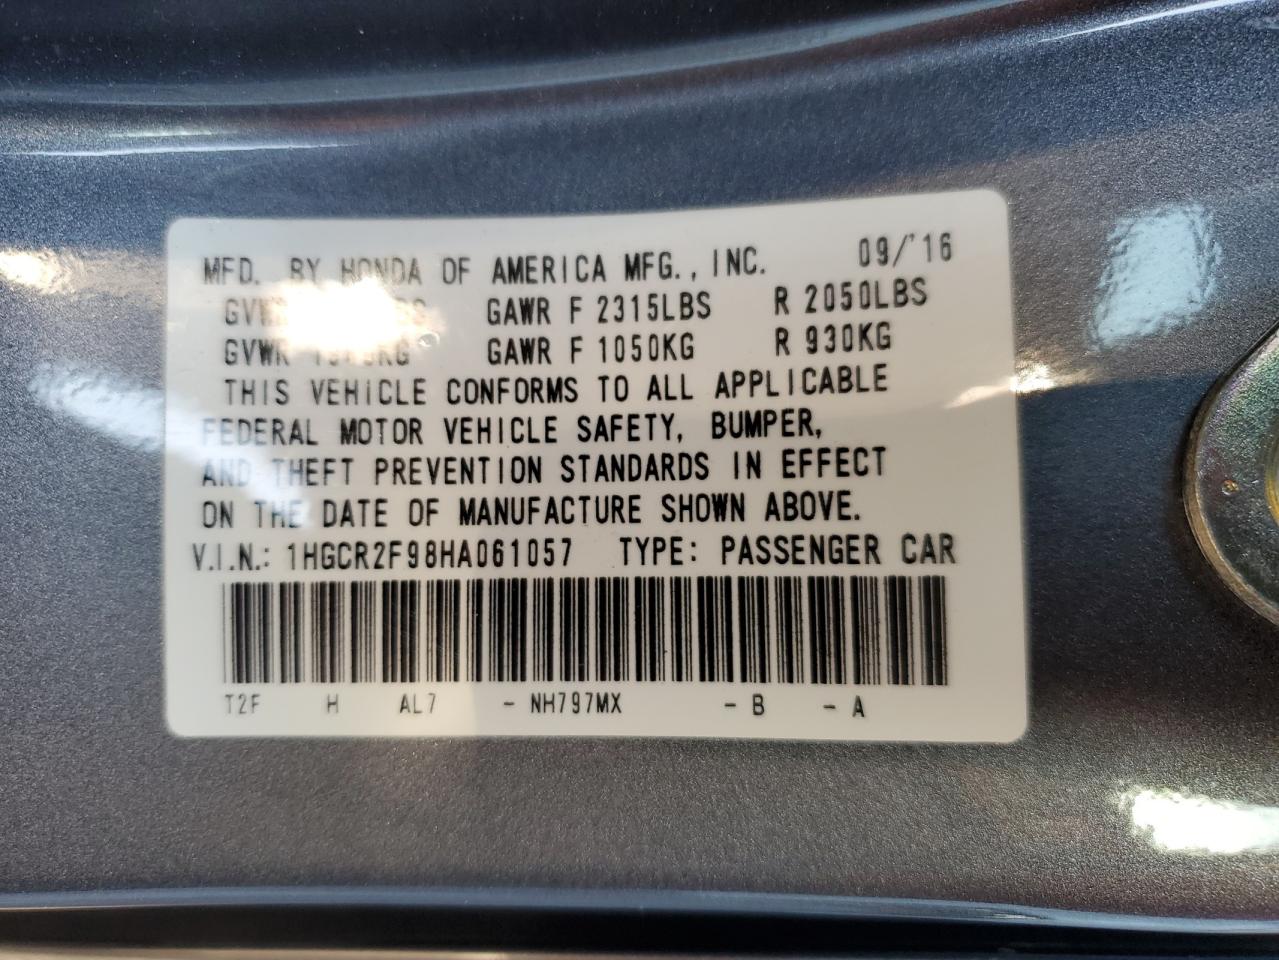 MFD. BY HONDA OF AMERICA MFG., INC. 09/'16
GAWR F 2315LBS R 2050LBS
GVWR GAWR F 1050KG R 930KG
THIS VEHICLE CONFORMS TO ALL APPLICABLE
FEDERAL MOTOR VEHICLE SAFETY, BUMPER,
AND THEFT PREVENTION STANDARDS IN EFFECT
ON THE DATE OF MANUFACTURE SHOWN ABOVE.
V.I.N.: 1HGCR2F98HA061057 TYPE: PASSENGER CAR
T2F H AL7 - NH797MX - B - A